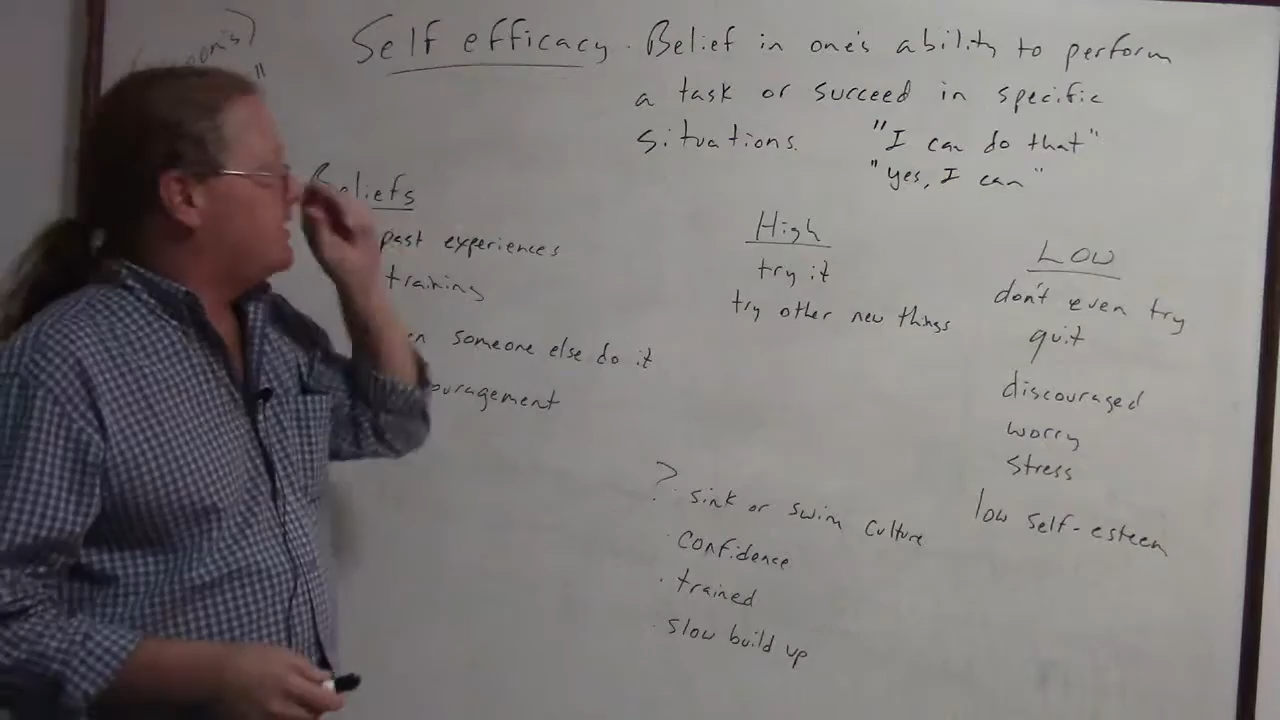 Self efficacy. Belief in one's ability to perform
a task or succeed in specific
situations. "I can do that"
"yes, I can"
Beliefs
past experiences
training
someone else do it
High
try it
try other new things
Low
don't even try
quit
discouraged
worry
stress
low self-esteem
? sink or swim culture
· confidence
· trained
· slow build up